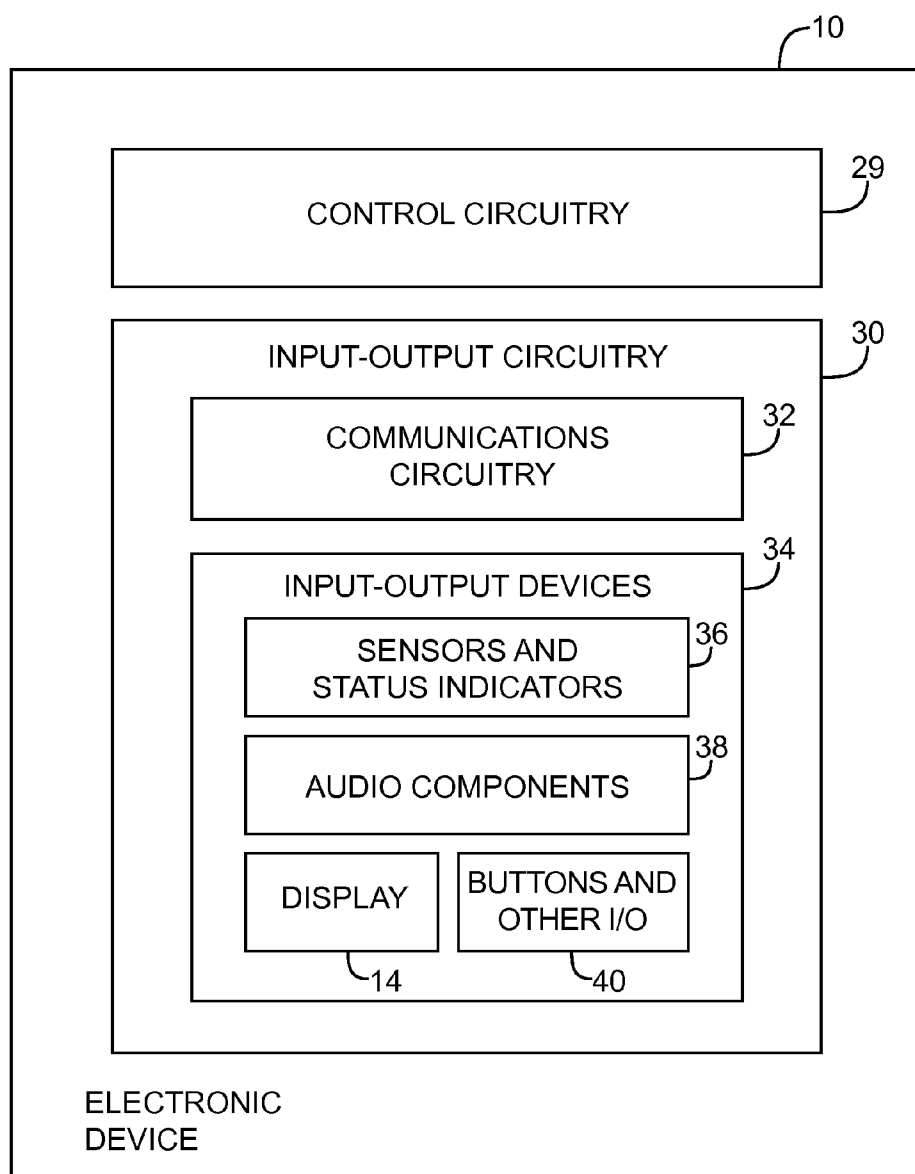 10
29
CONTROL CIRCUITRY
30
INPUT-OUTPUT CIRCUITRY
32
COMMUNICATIONS
CIRCUITRY
34
INPUT-OUTPUT DEVICES
36
SENSORS AND
STATUS INDICATORS
38
AUDIO COMPONENTS
DISPLAY
BUTTONS AND
OTHER I/O
14
40
ELECTRONIC
DEVICE